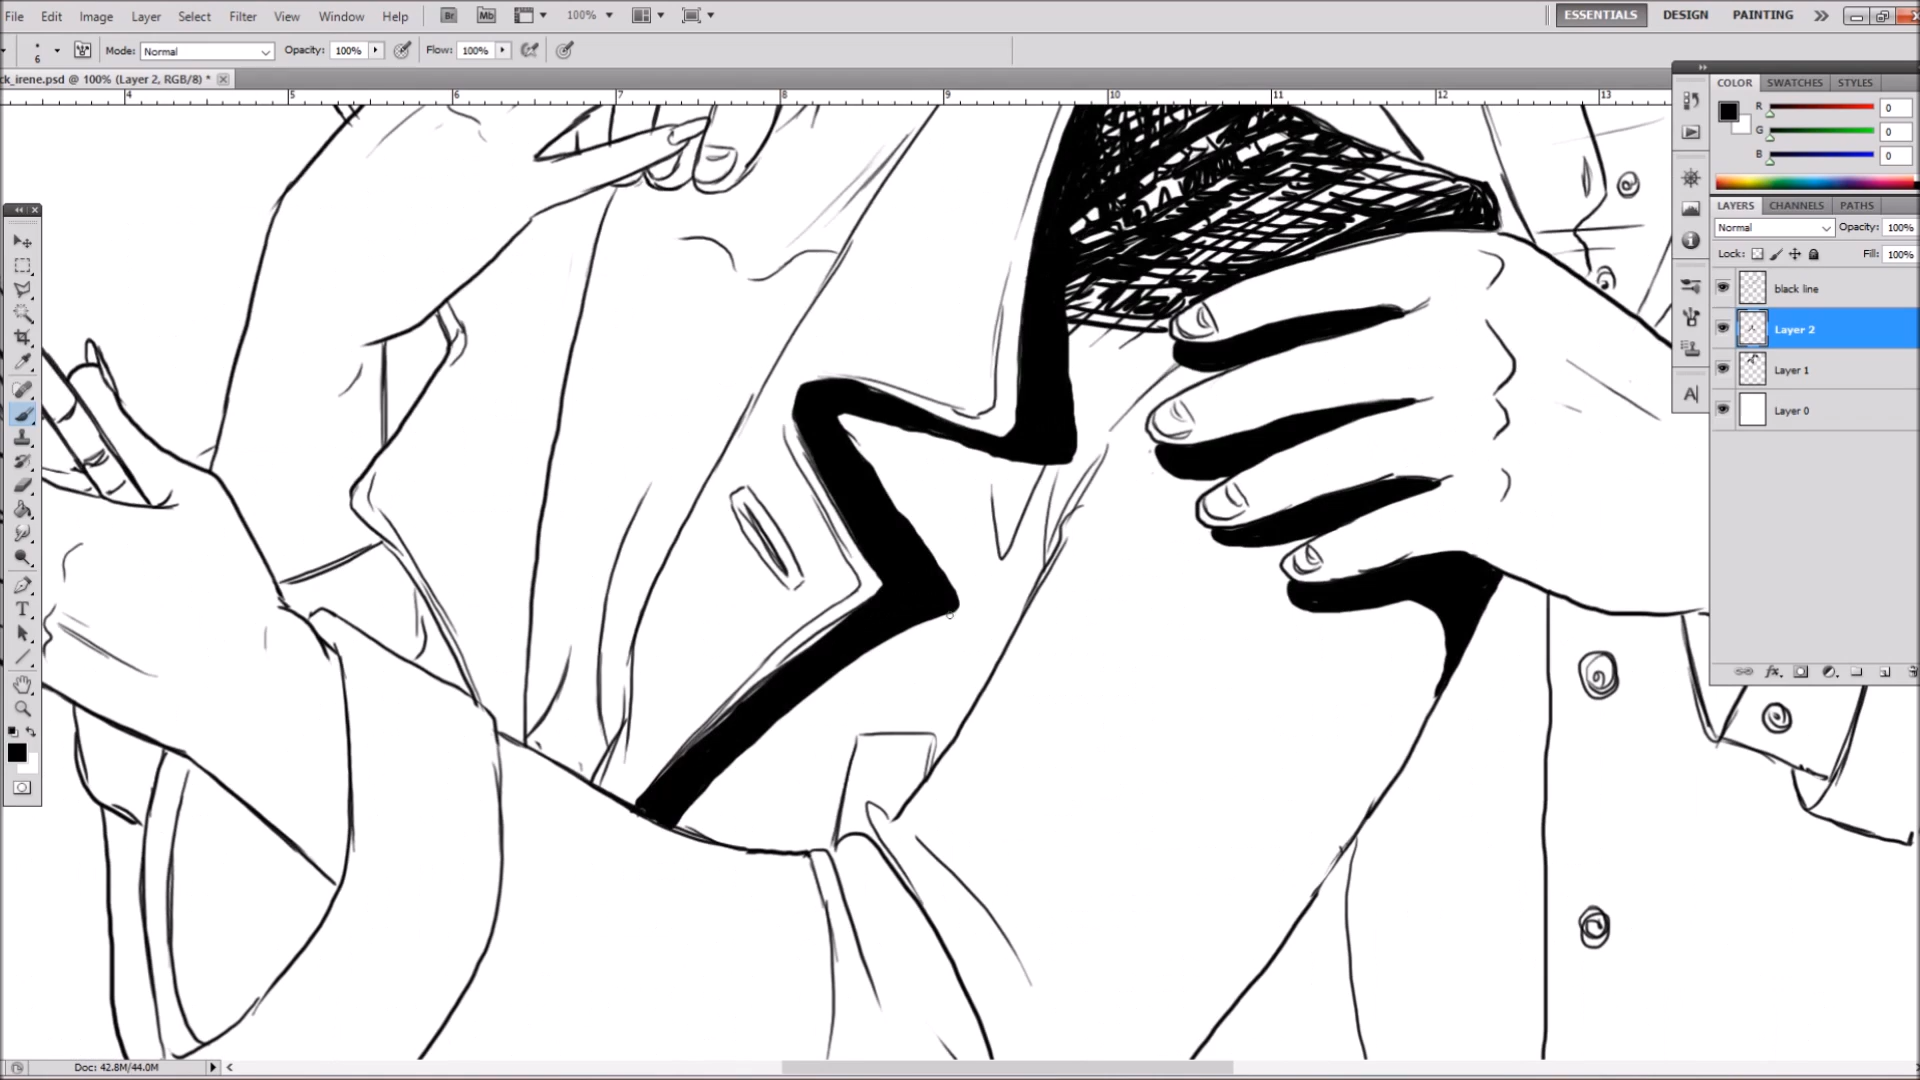 File Edit Image Layer Select Filter View Window Help Br Mb 100% ESSENTIALS DESIGN PAINTING
6 Mode: Normal Opacity: 100% Flow: 100%
ck_irene.psd @ 100% (Layer 2, RGB/8) *
4 5 6 7 8 9 10 11 12 13
COLOR SWATCHES STYLES
R 0
G 0
B 0
LAYERS CHANNELS PATHS
Normal Opacity: 100%
Lock: Fill: 100%
black line
Layer 2
Layer 1
Layer 0
A
T
fx
Doc: 42.8M/44.0M